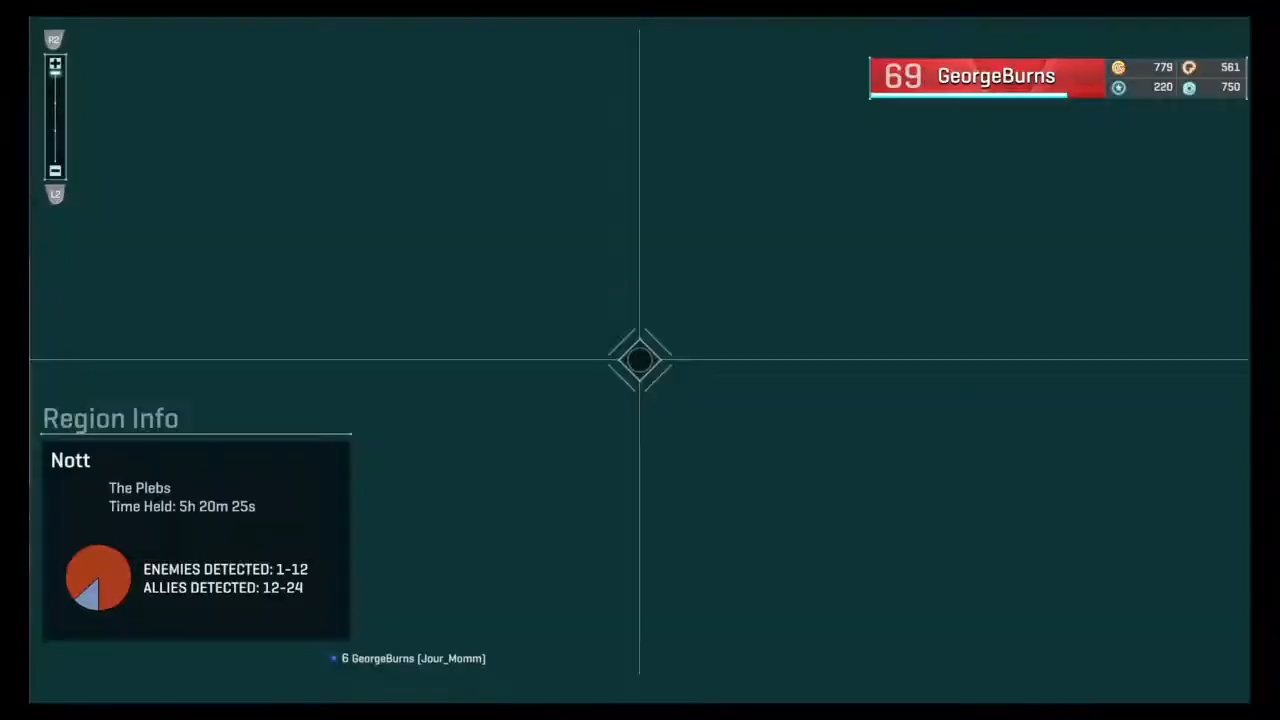 R2
69 GeorgeBurns 779 561
220 750
L2
Region Info
Nott
The Plebs
Time Held: 5h 20m 25s
ENEMIES DETECTED: 1-12
ALLIES DETECTED: 12-24
6 GeorgeBurns [Jour_Momm]